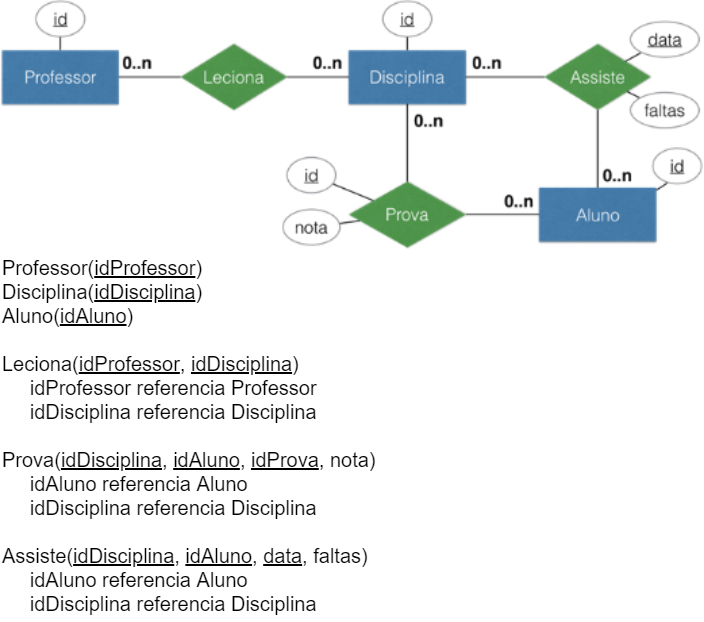 id
id
data
0..n
0..n
0..n
Professor
Leciona
Disciplina
Assiste
faltas
0..n
id
id
0..n
0..n
Prova
Aluno
nota
Professor(idProfessor)
Disciplina(idDisciplina)
Aluno(idAluno)
Leciona(idProfessor, idDisciplina)
idProfessor referencia Professor
idDisciplina referencia Disciplina
Prova(idDisciplina, idAluno, idProva, nota)
idAluno referencia Aluno
idDisciplina referencia Disciplina
Assiste(idDisciplina, idAluno, data, faltas)
idAluno referencia Aluno
idDisciplina referencia Disciplina